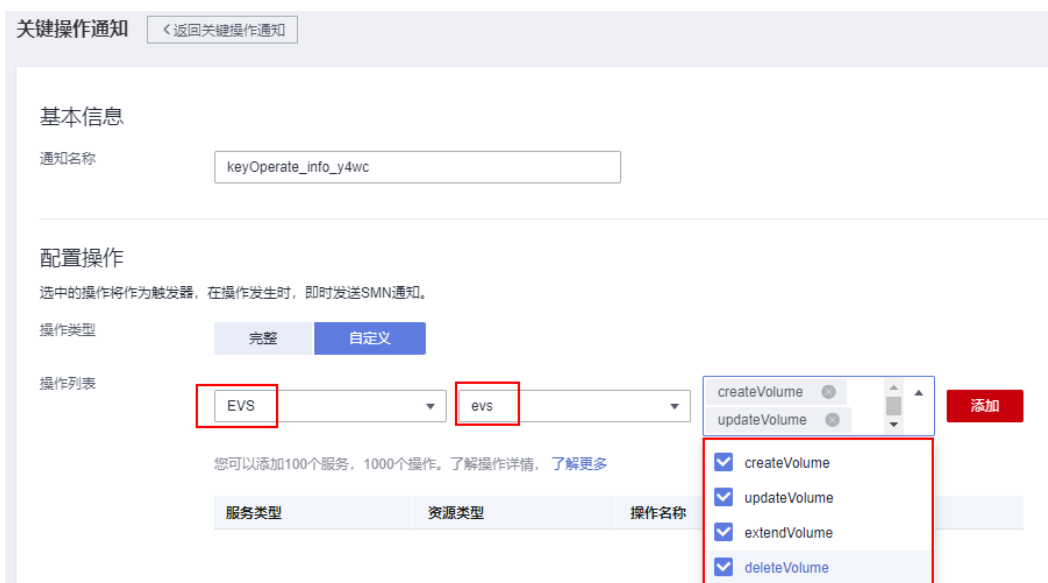 关键操作通知 <返回关键操作通知
基本信息
通知名称 keyOperate_info_y4wc
配置操作
选中的操作将作为触发器，在操作发生时，即时发送SMN通知。
操作类型 完整 自定义
操作列表 EVS evs createVolume updateVolume 添加
您可以添加100个服务，1000个操作。了解操作详情，了解更多
服务类型 资源类型 操作名称
createVolume
updateVolume
extendVolume
deleteVolume